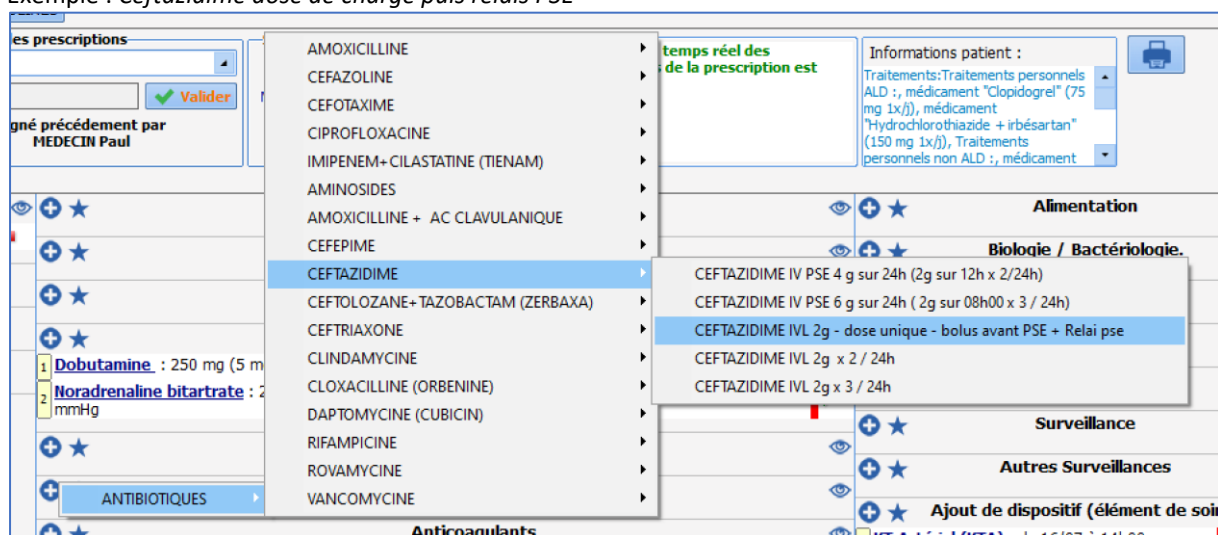 Exemple : Ceftazidime dose de charge puis relais PSE
es prescriptions
Valider
gné précédement par
MEDECIN Paul
temps réel des
de la prescription est
Informations patient :
Traitements:Traitements personnels
ALD :, médicament "Clopidogrel" (75
mg 1x/j), médicament
"Hydrochlorothiazide + irbésartan"
(150 mg 1x/j), Traitements
personnels non ALD :, médicament
AMOXICILLINE
CEFAZOLINE
CEFOTAXIME
CIPROFLOXACINE
IMIPENEM+CILASTATINE (TIENAM)
AMINOSIDES
AMOXICILLINE + AC CLAVULANIQUE
CEFEPIME
CEFTAZIDIME
CEFTOLOZANE+TAZOBACTAM (ZERBAXA)
CEFTRIAXONE
CLINDAMYCINE
CLOXACILLINE (ORBENINE)
DAPTOMYCINE (CUBICIN)
RIFAMPICINE
ROVAMYCINE
VANCOMYCINE
CEFTAZIDIME IV PSE 4 g sur 24h (2g sur 12h x 2/24h)
CEFTAZIDIME IV PSE 6 g sur 24h ( 2g sur 08h00 x 3 / 24h)
CEFTAZIDIME IVL 2g - dose unique - bolus avant PSE + Relai pse
CEFTAZIDIME IVL 2g x 2 / 24h
CEFTAZIDIME IVL 2g x 3 / 24h
1 Dobutamine : 250 mg (5 m
2 Noradrenaline bitartrate : 2
mmHg
ANTIBIOTIQUES
Anticoagulants
Alimentation
Biologie / Bactériologie.
Surveillance
Autres Surveillances
Ajout de dispositif (élément de soin